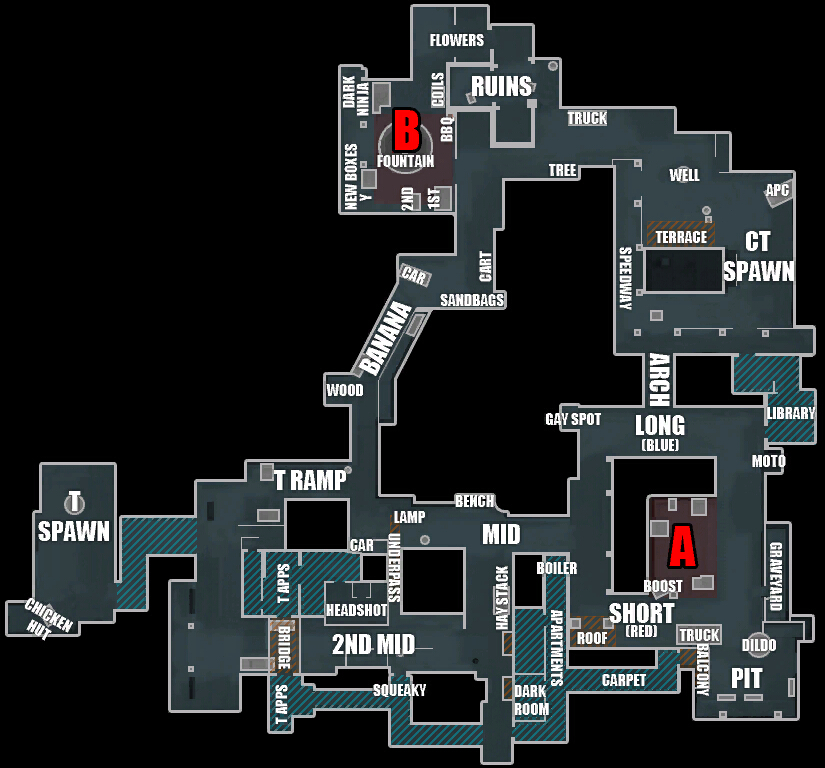 FLOWERS
RUINS
DARK
NINJA
COILS
BBQ
TRUCK
B
FOUNTAIN
TREE
WELL
APC
NEW BOXES
Y
2ND
1ST
TERRACE
CT
SPAWN
SPEEDWAY
CAR
CART
SANDBAGS
BANANA
WOOD
ARCH
GAY SPOT
LONG
(BLUE)
LIBRARY
MOTO
T RAMP
T
SPAWN
BENCH
LAMP
MID
CAR
UNDERPASS
A
BOILER
GRAVEYARD
T APPS
HAY STACK
BOOST
CHICKEN
HUT
HEADSHOT
APARTMENTS
SHORT
(RED)
ROOF
TRUCK
DILDO
BRIDGE
2ND MID
BALCONY
PIT
CARPET
T APPS
SQUEAKY
DARK
ROOM